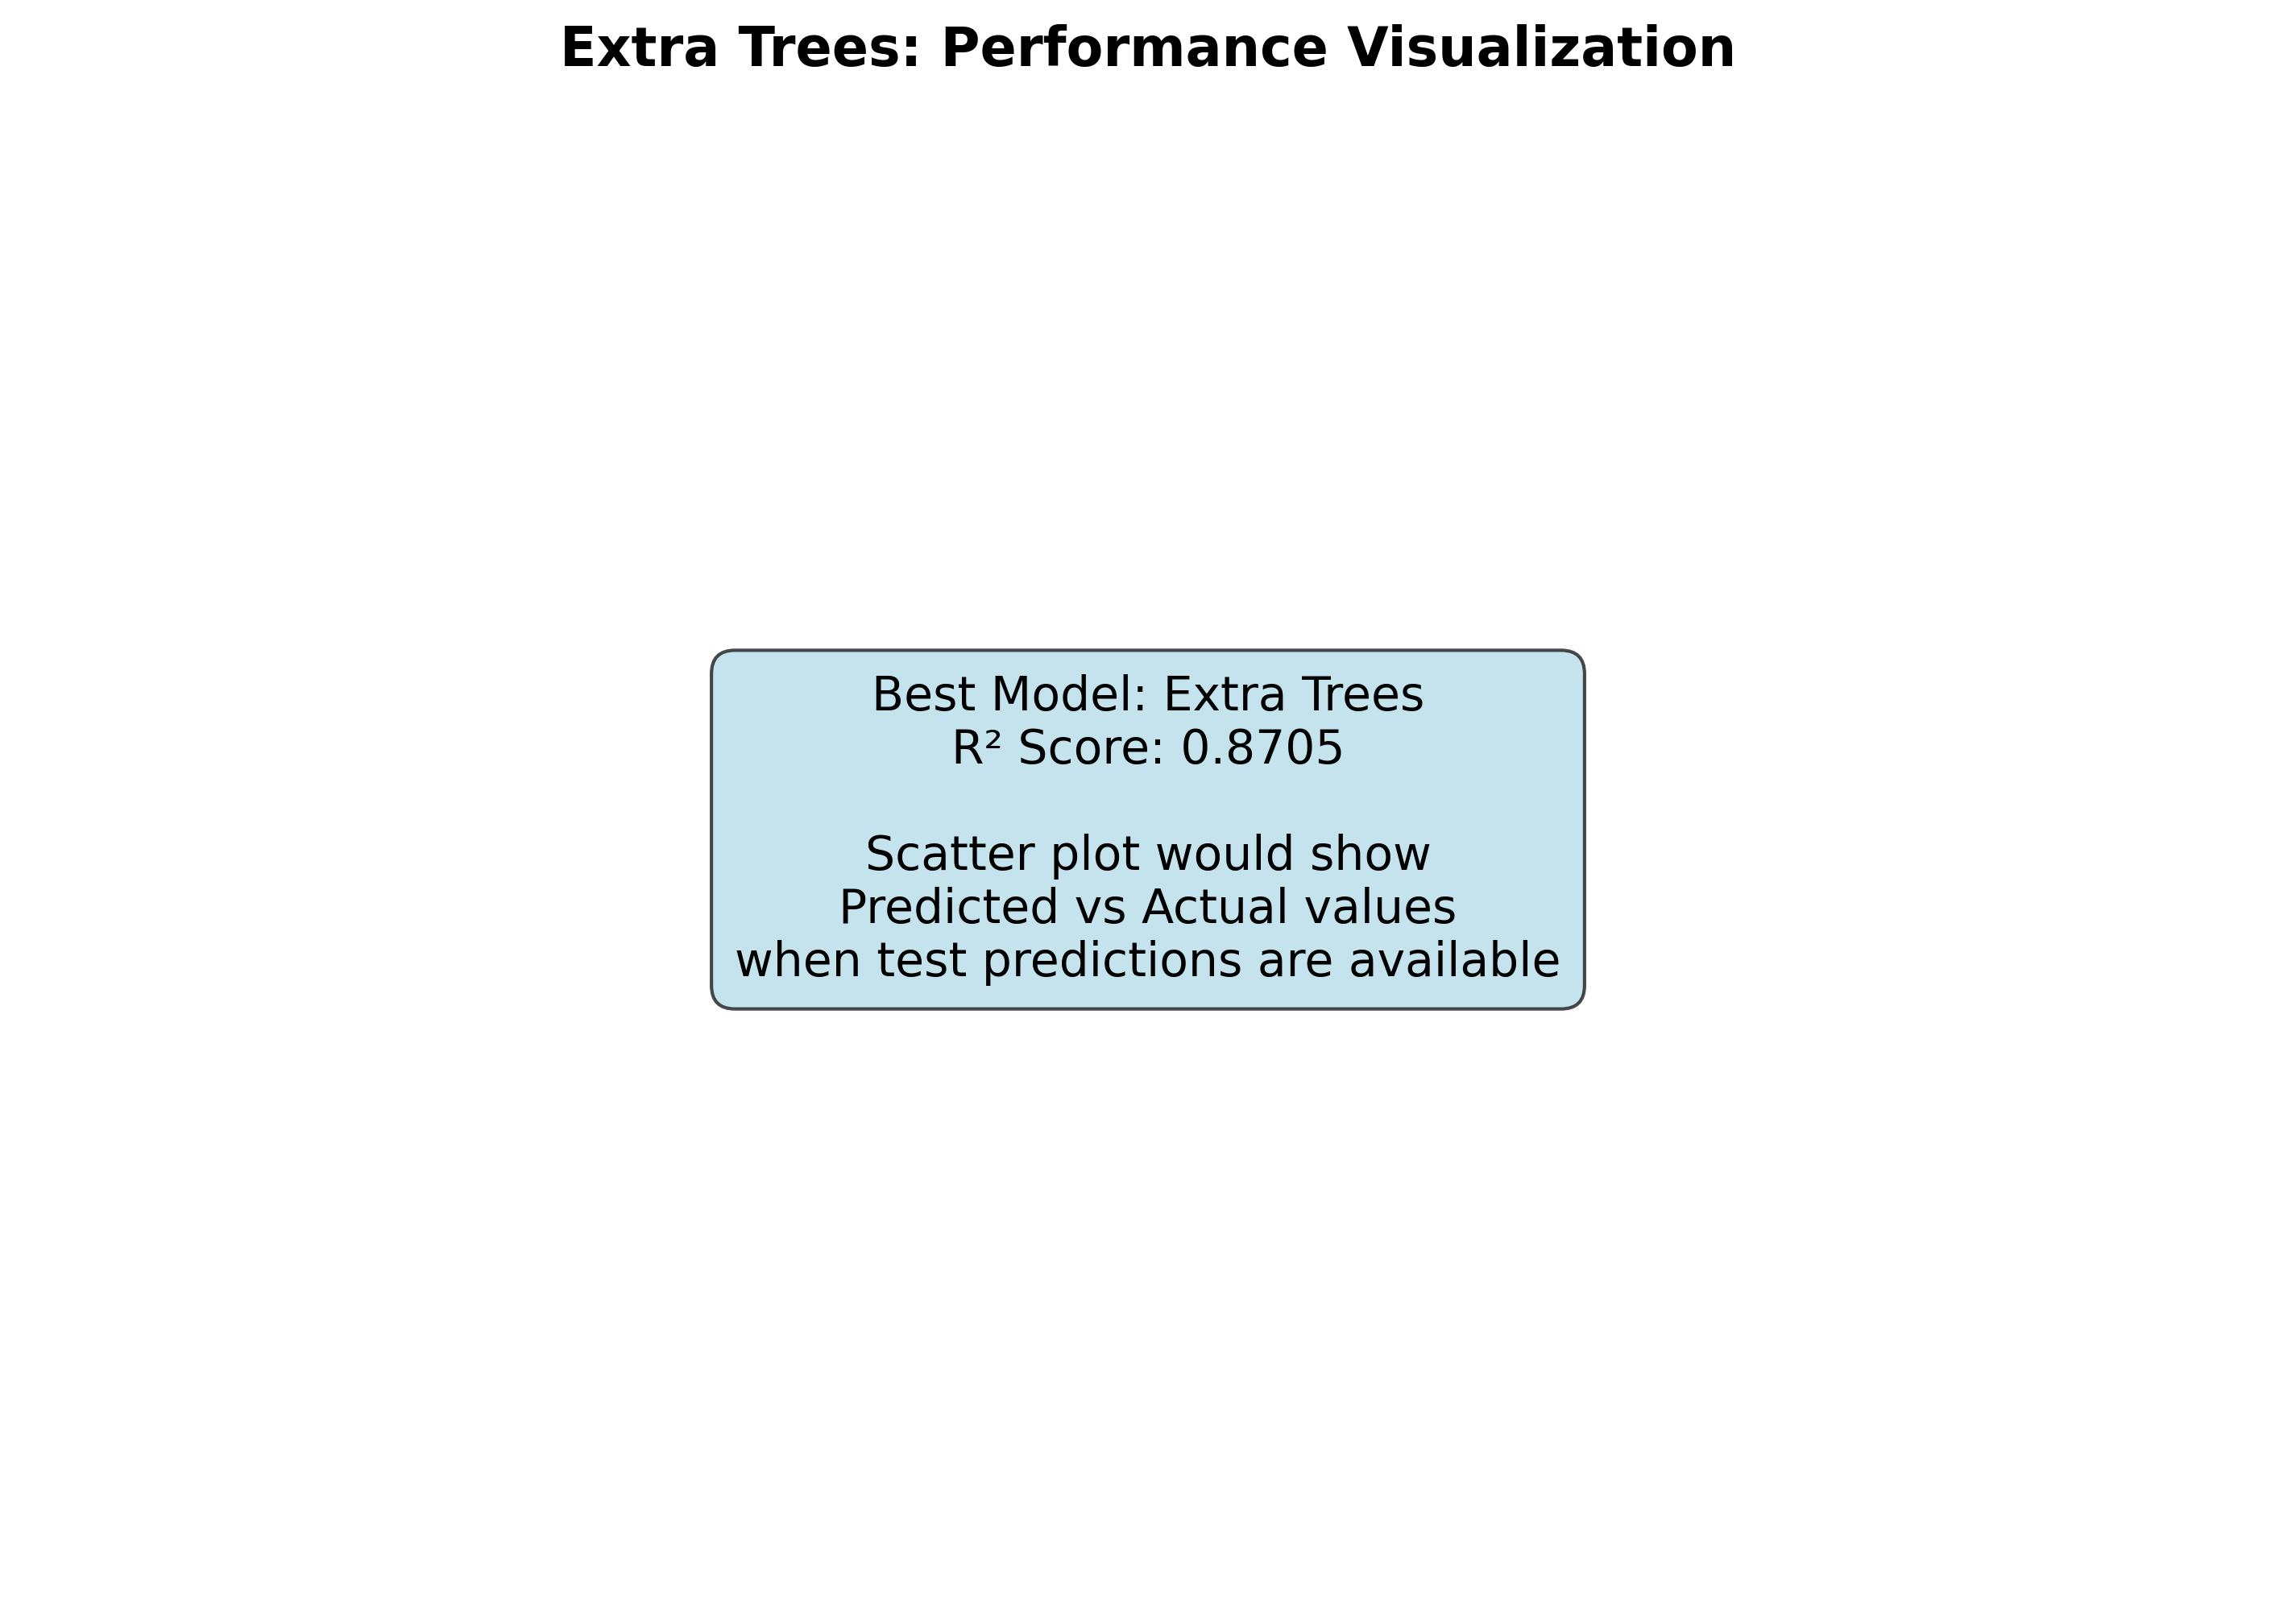 Extra Trees: Performance Visualization
Best Model: Extra Trees
R² Score: 0.8705
Scatter plot would show
Predicted vs Actual values
when test predictions are available